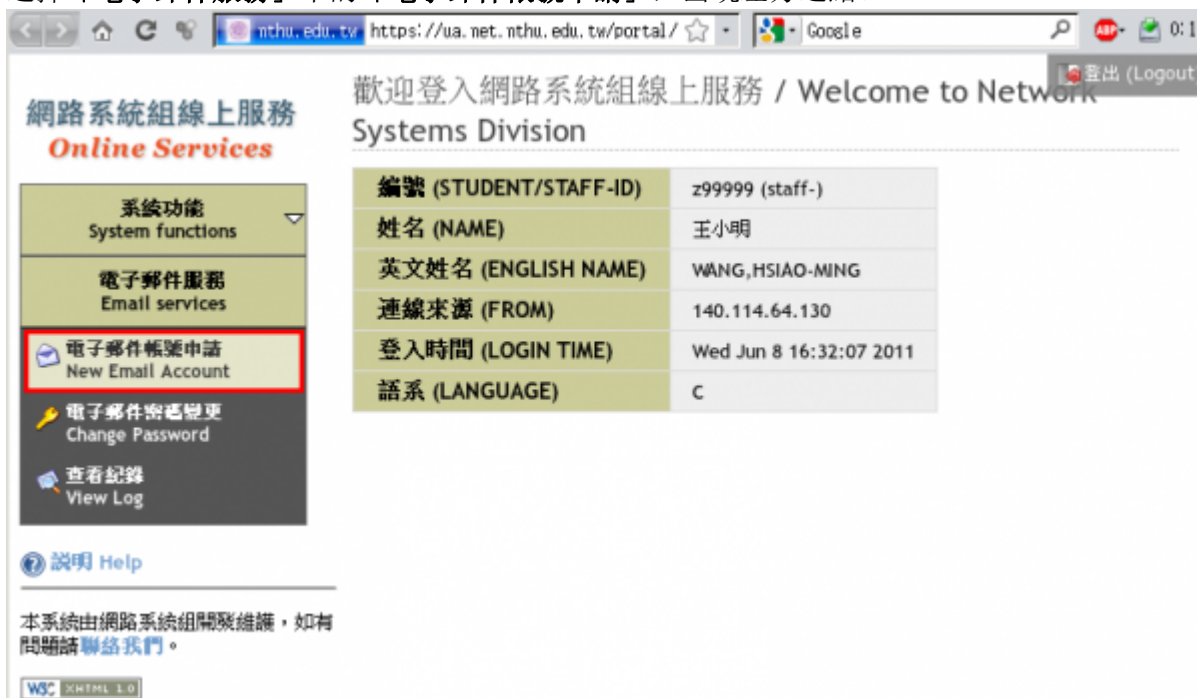 nthu.edu.tw https://ua.net.nthu.edu.tw/portal/ Google ABP 0:1
登出 (Logout
網路系統組線上服務
Online Services
歡迎登入網路系統組線上服務 / Welcome to Network
Systems Division
系統功能
System functions
電子郵件服務
Email services
電子郵件帳號申請
New Email Account
電子郵件密碼變更
Change Password
查看紀錄
View Log
說明 Help
本系統由網路系統組開發維護，如有
問題請聯絡我們。
W3C XHTML 1.0
編號 (STUDENT/STAFF-ID) z99999 (staff-)
姓名 (NAME) 王小明
英文姓名 (ENGLISH NAME) WANG,HSIAO-MING
連線來源 (FROM) 140.114.64.130
登入時間 (LOGIN TIME) Wed Jun 8 16:32:07 2011
語系 (LANGUAGE) C